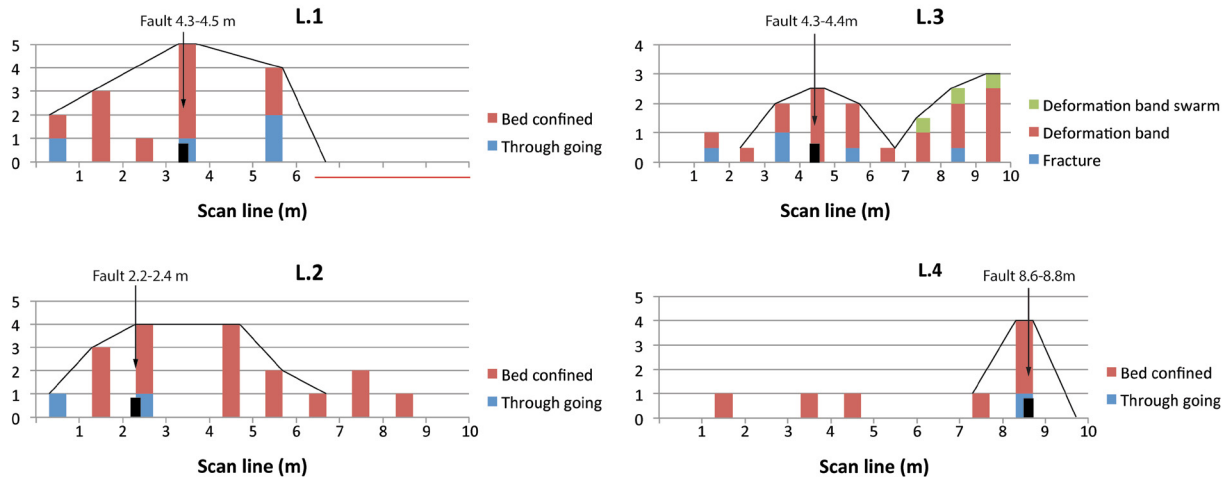 L.1
Fault 4.3-4.5 m
5
4
3
2
1
0
1 2 3 4 5 6
Scan line (m)
Bed confined
Through going
L.3
Fault 4.3-4.4m
4
3
2
1
0
1 2 3 4 5 6 7 8 9 10
Scan line (m)
Deformation band swarm
Deformation band
Fracture
L.2
Fault 2.2-2.4 m
5
4
3
2
1
0
1 2 3 4 5 6 7 8 9 10
Scan line (m)
Bed confined
Through going
L.4
Fault 8.6-8.8m
5
4
3
2
1
0
1 2 3 4 5 6 7 8 9 10
Scan line (m)
Bed confined
Through going